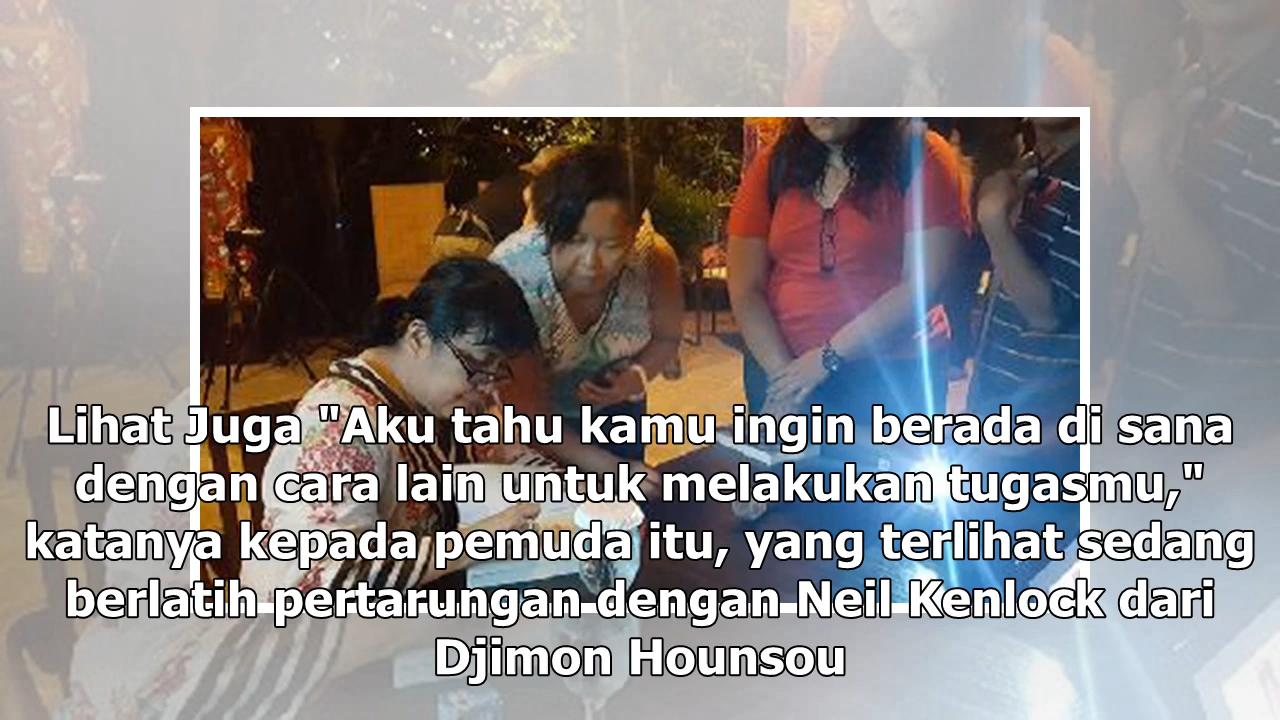 Lihat Juga "Aku tahu kamu ingin berada di sana
dengan cara lain untuk melakukan tugasmu,"
katanya kepada pemuda itu, yang terlihat sedang
berlatih pertarungan dengan Neil Kenlock dari
Djimon Hounsou